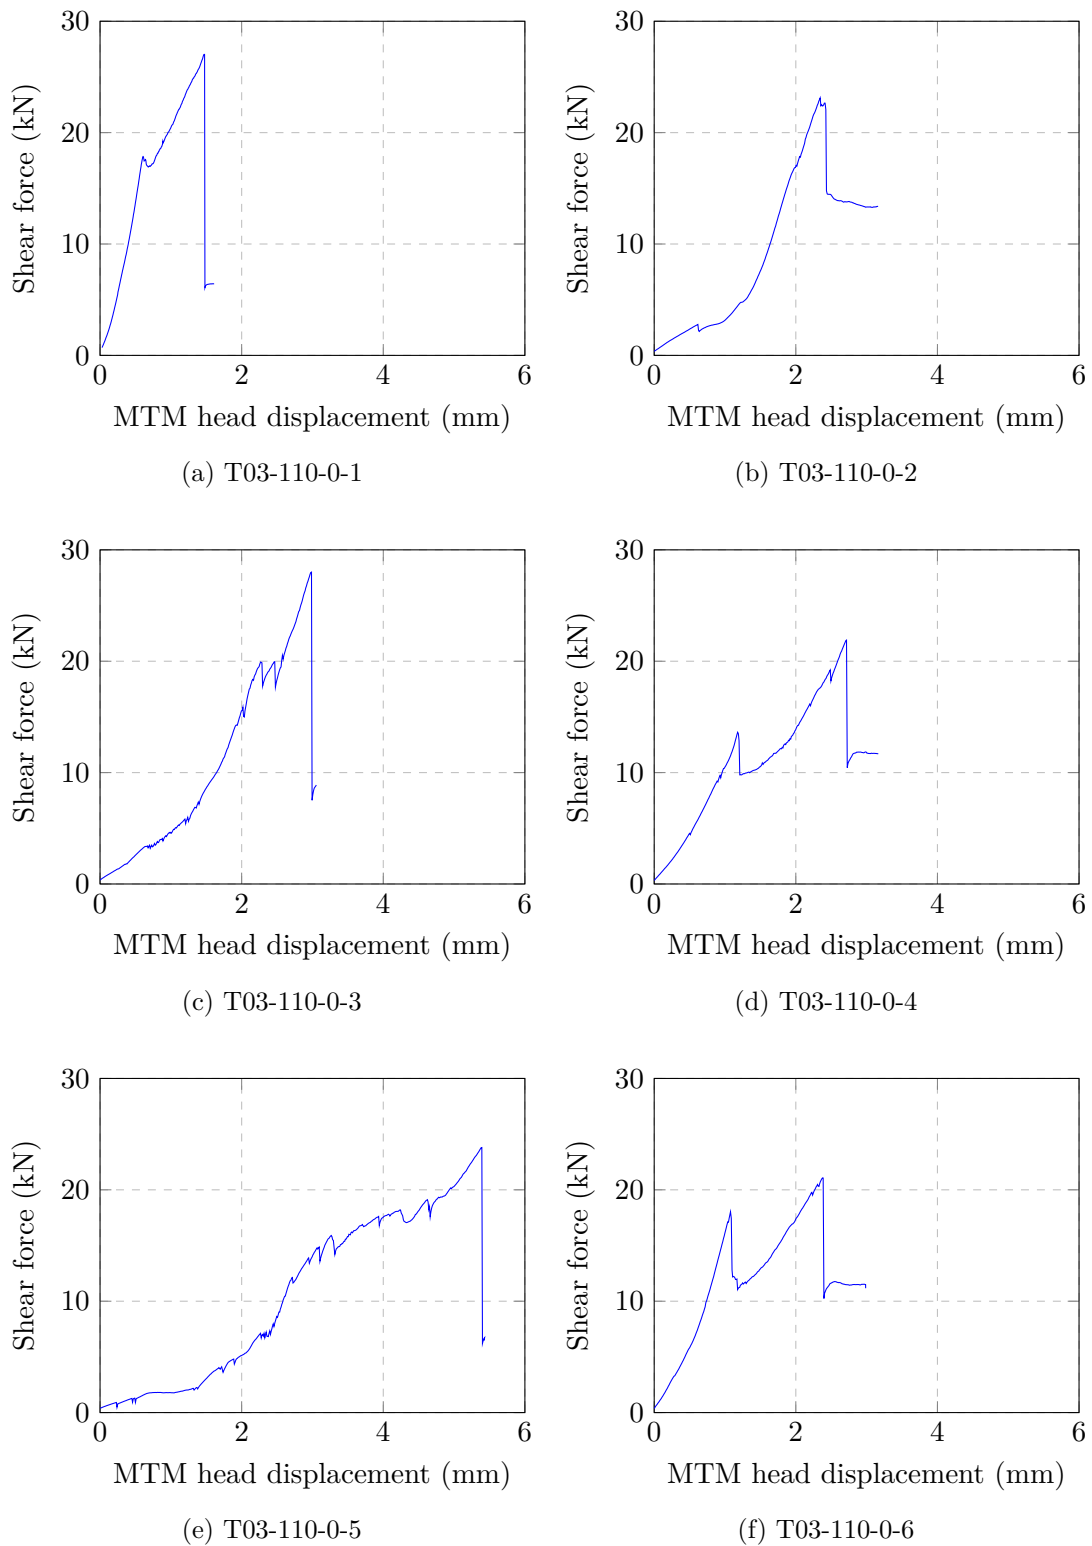 30
20
10
0
Shear force (kN)
0 2 4 6
MTM head displacement (mm)
(a) T03-110-0-1
30
20
10
0
Shear force (kN)
0 2 4 6
MTM head displacement (mm)
(b) T03-110-0-2
30
20
10
0
Shear force (kN)
0 2 4 6
MTM head displacement (mm)
(c) T03-110-0-3
30
20
10
0
Shear force (kN)
0 2 4 6
MTM head displacement (mm)
(d) T03-110-0-4
30
20
10
0
Shear force (kN)
0 2 4 6
MTM head displacement (mm)
(e) T03-110-0-5
30
20
10
0
Shear force (kN)
0 2 4 6
MTM head displacement (mm)
(f) T03-110-0-6